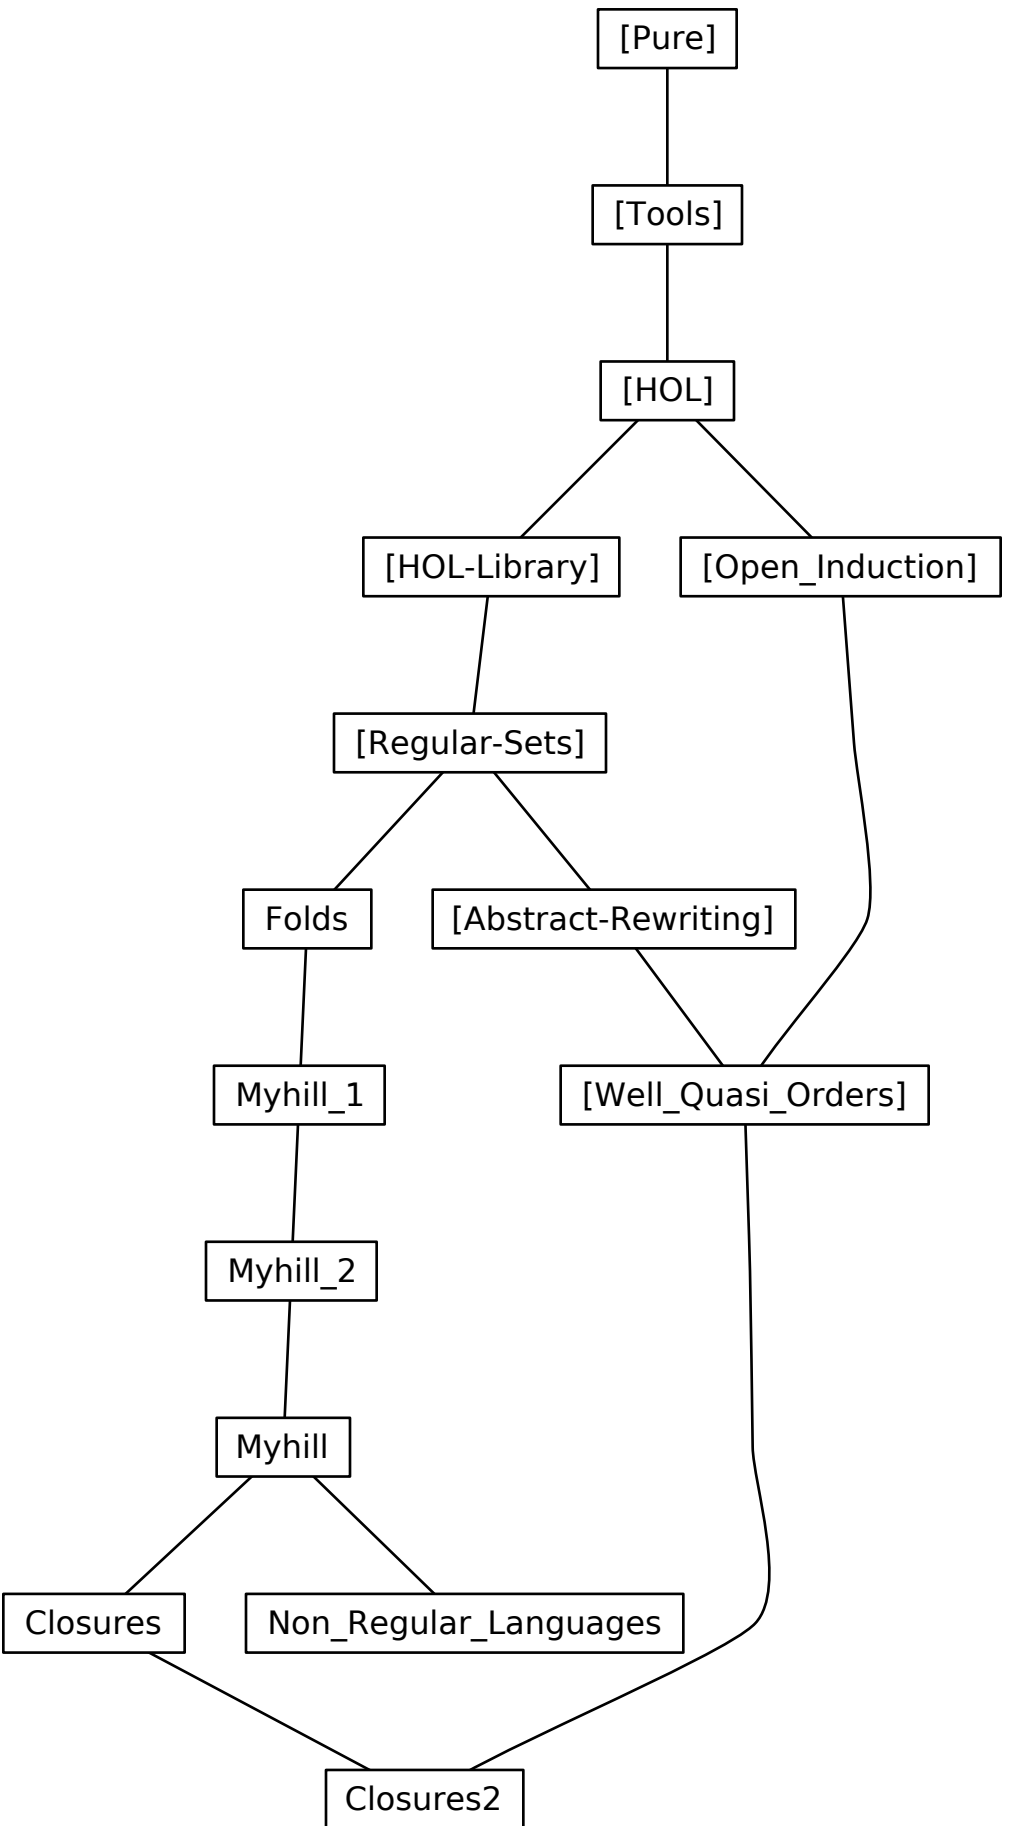 [Pure]
[Tools]
[HOL]
[HOL-Library]
[Open_Induction]
[Regular-Sets]
Folds
[Abstract-Rewriting]
Myhill_1
[Well_Quasi_Orders]
Myhill_2
Myhill
Closures
Non_Regular_Languages
Closures2